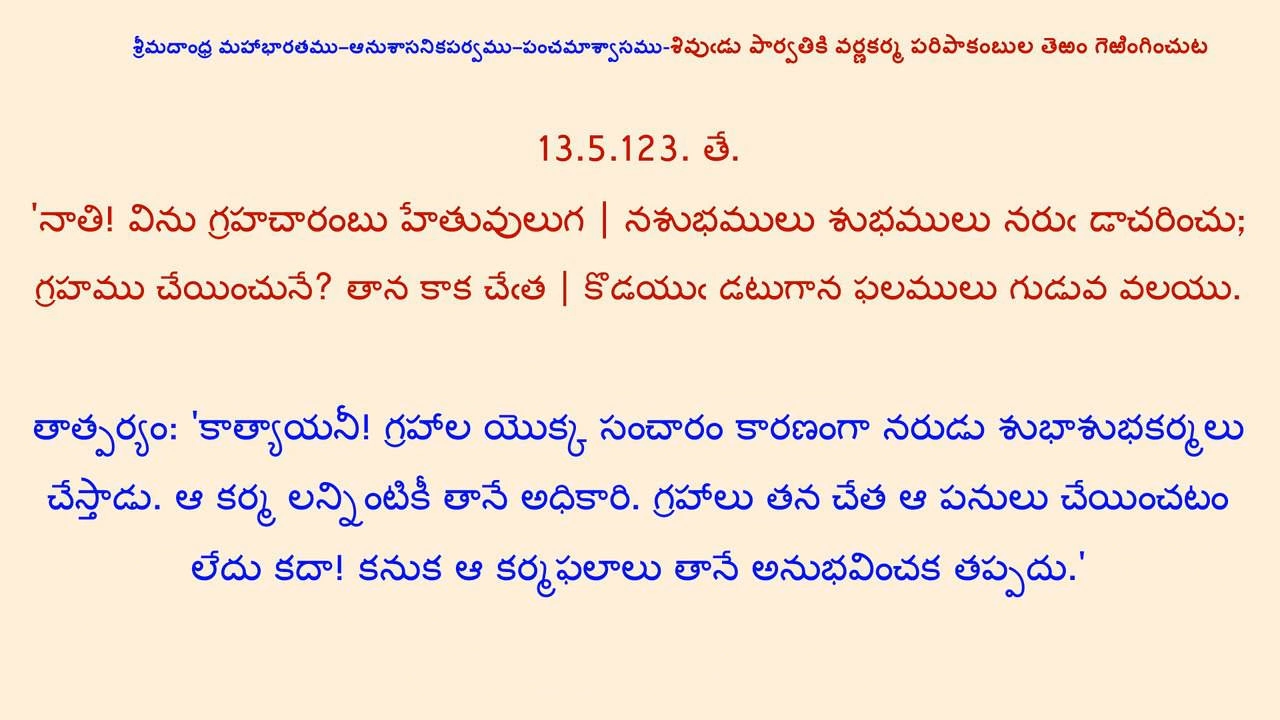 శ్రీమదాంధ్ర మహాభారతము–ఆనుశాసనికపర్వము–పంచమాశ్వాసము-శివుఁడు పార్వతికి వర్ణకర్మ పరిపాకంబుల తెఱం గెఱింగించుట
13.5.123. తే.
'నాతి! విను గ్రహచారంబు హేతువులుగ | నశుభములు శుభములు నరుఁ డాచరించు;
గ్రహము చేయించునే? తాన కాక చేఁత | కొడయుఁ డటుగాన ఫలములు గుడువ వలయు.
తాత్పర్యం: 'కాత్యాయనీ! గ్రహాల యొక్క సంచారం కారణంగా నరుడు శుభాశుభకర్మలు
చేస్తాడు. ఆ కర్మ లన్నింటికీ తానే అధికారి. గ్రహాలు తన చేత ఆ పనులు చేయించటం
లేదు కదా! కనుక ఆ కర్మఫలాలు తానే అనుభవించక తప్పదు.'